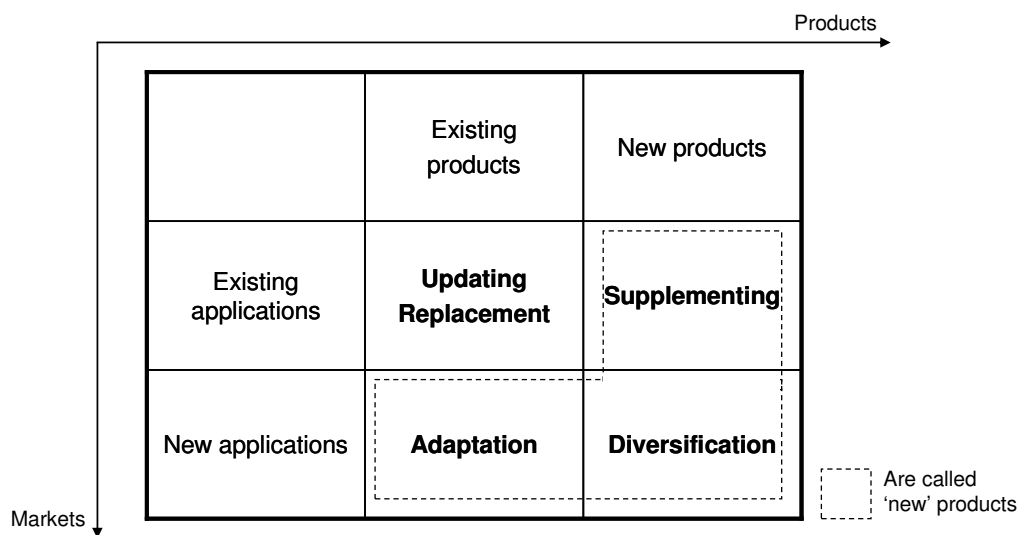 Products
Existing
products
New products
Existing
applications
Updating
Replacement
Supplementing
New applications
Adaptation
Diversification
Are called
‘new’ products
Markets